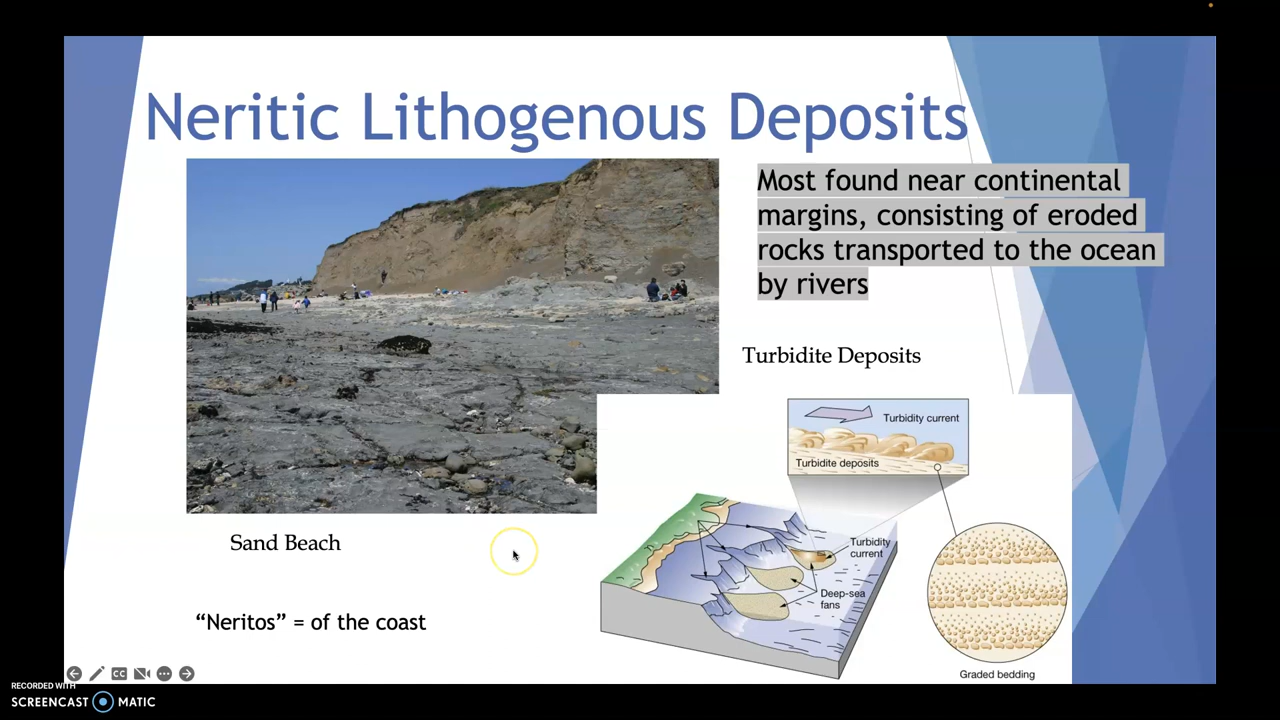 Neritic Lithogenous Deposits
Most found near continental
margins, consisting of eroded
rocks transported to the ocean
by rivers
Turbidite Deposits
Turbidity current
Turbidite deposits
Turbidity
current
Deep-sea
fans
Graded bedding
Sand Beach
“Neritos” = of the coast
CC
RECORDED WITH
SCREENCAST MATIC